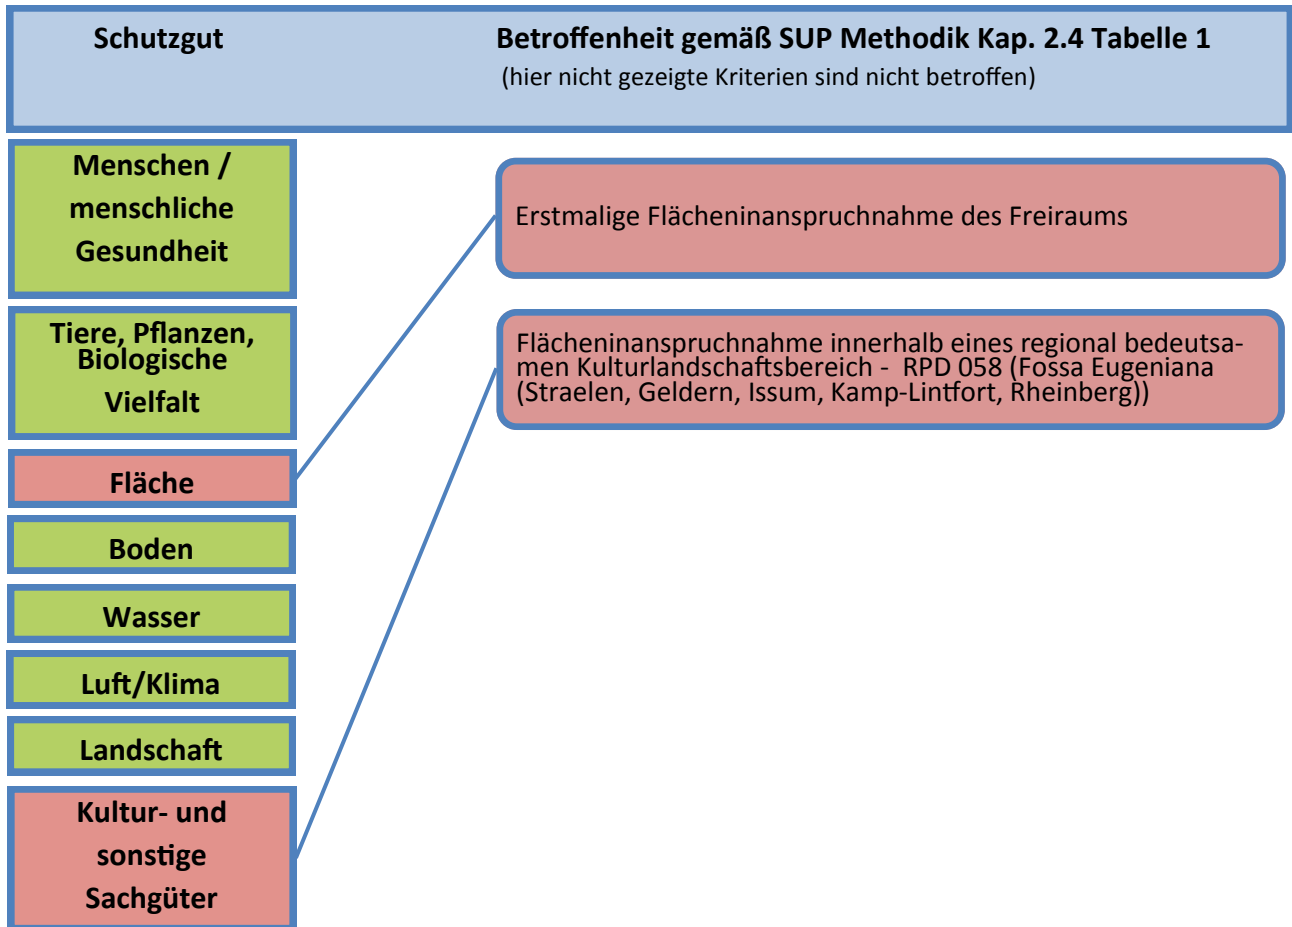 Schutzgut
Betroffenheit gemäß SUP Methodik Kap. 2.4 Tabelle 1
(hier nicht gezeigte Kriterien sind nicht betroffen)
Menschen /
menschliche
Gesundheit
Tiere, Pflanzen,
Biologische
Vielfalt
Fläche
Boden
Wasser
Luft/Klima
Landschaft
Kultur- und
sonstige
Sachgüter
Erstmalige Flächeninanspruchnahme des Freiraums
Flächeninanspruchnahme innerhalb eines regional bedeutsa-
men Kulturlandschaftsbereich - RPD 058 (Fossa Eugeniana
(Straelen, Geldern, Issum, Kamp-Lintfort, Rheinberg))